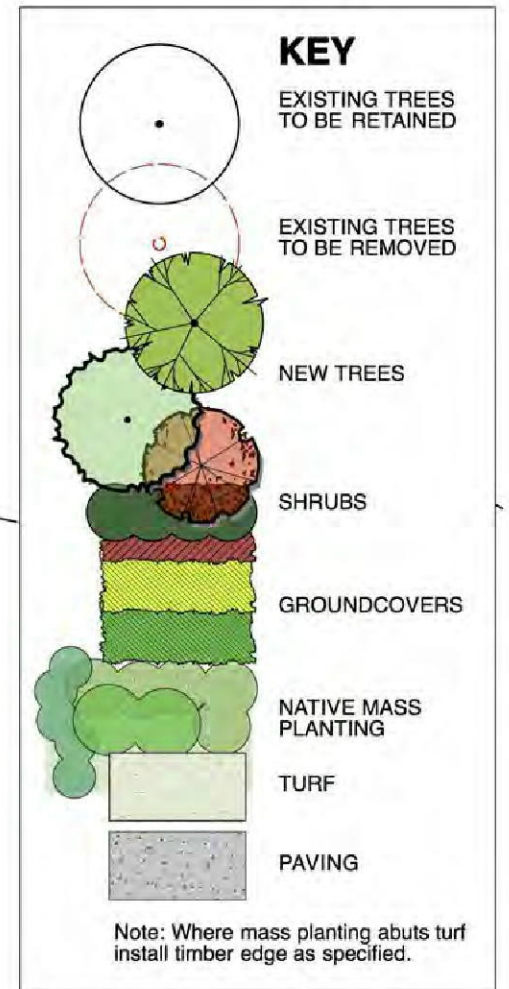 KEY
EXISTING TREES
TO BE RETAINED
EXISTING TREES
TO BE REMOVED
NEW TREES
SHRUBS
GROUNDCOVERS
NATIVE MASS
PLANTING
TURF
PAVING
Note: Where mass planting abuts turf
install timber edge as specified.